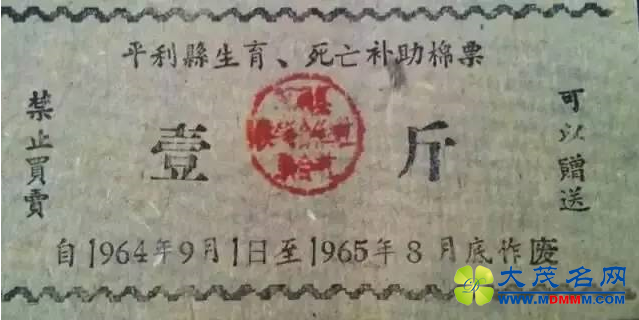 平利縣生育、死亡补助棉票
禁止買賣
壹斤
可以贈送
自1964年9月1日至1965年8月底作废
大茂名网
WWW.MDMMM.COM